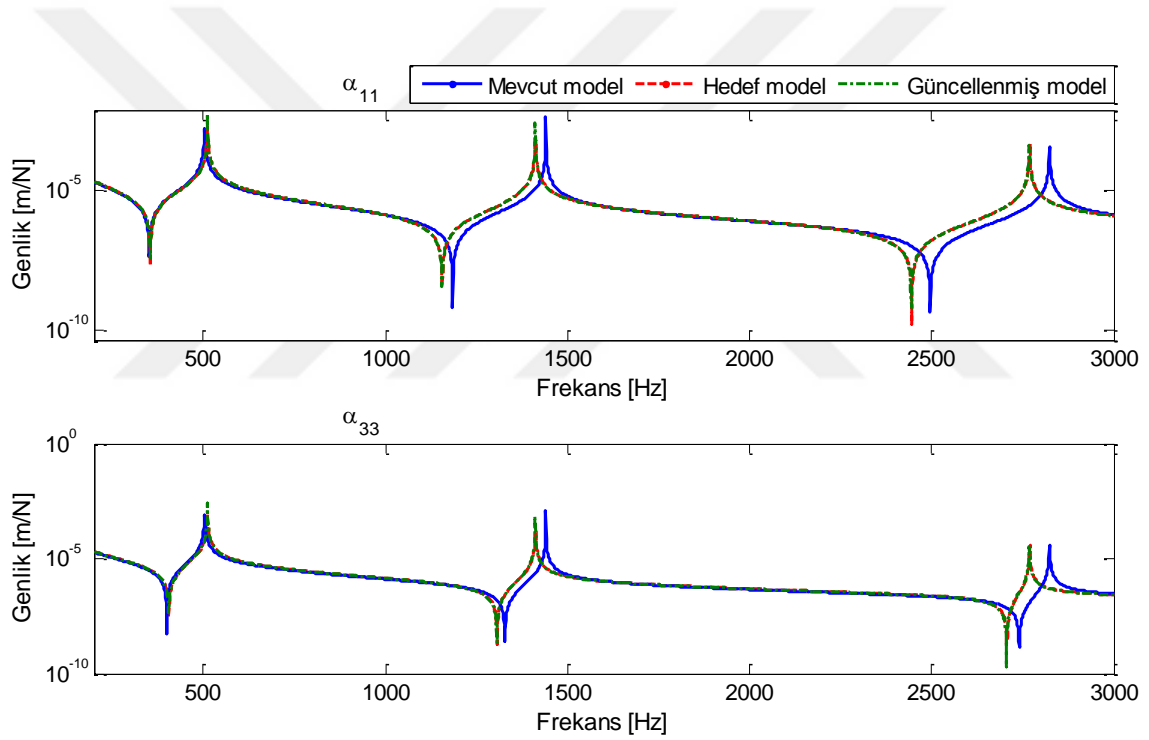 α11
Mevcut model Hedef model Güncellenmiş model
Genlik [m/N]
10-5
10-10
500 1000 1500 2000 2500 3000
Frekans [Hz]
α33
Genlik [m/N]
100
10-5
10-10
500 1000 1500 2000 2500 3000
Frekans [Hz]